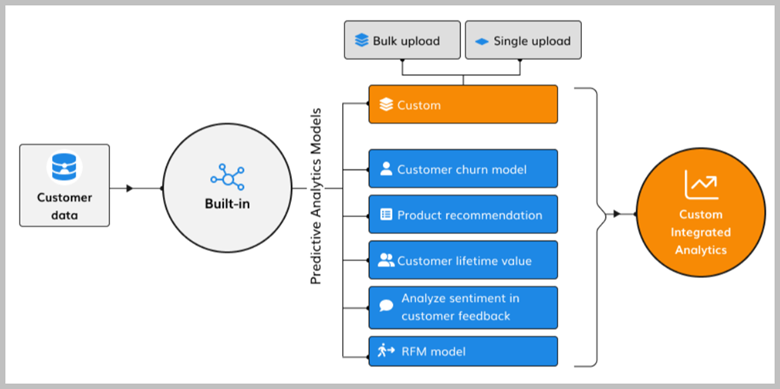 Bulk upload
Single upload
Custom
Customer churn model
Product recommendation
Customer lifetime value
Analyze sentiment in
customer feedback
RFM model
Predictive Analytics Models
Customer
data
Built-in
Custom
Integrated
Analytics